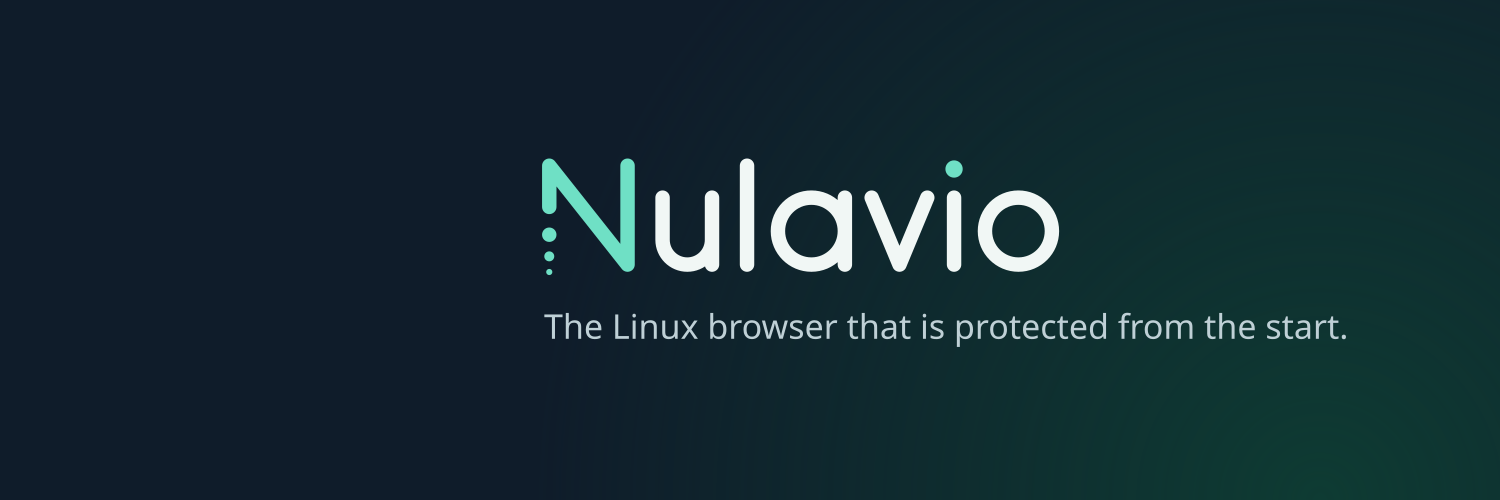 Nulavio
The Linux browser that is protected from the start.